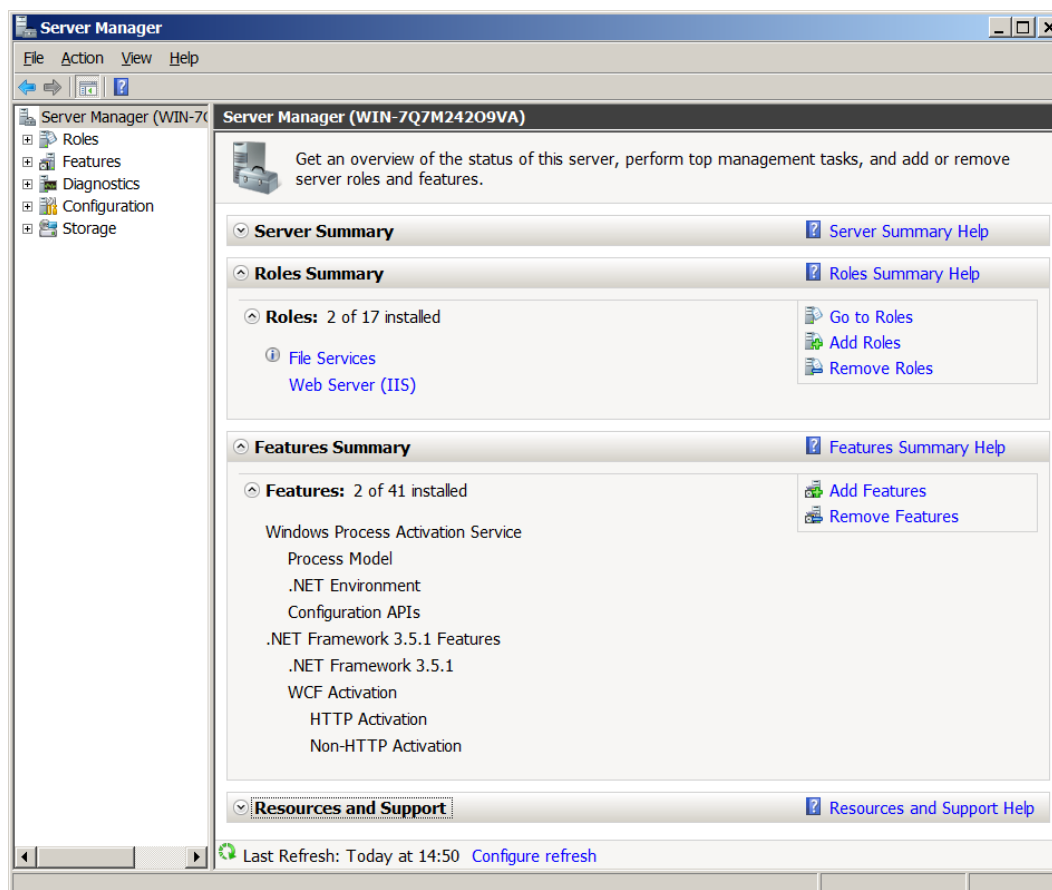 Server Manager
File Action View Help
Server Manager (WIN-7Q
Roles
Features
Diagnostics
Configuration
Storage
Server Manager (WIN-7Q7M242O9VA)
Get an overview of the status of this server, perform top management tasks, and add or remove
server roles and features.
Server Summary
Server Summary Help
Roles Summary
Roles Summary Help
Roles: 2 of 17 installed
File Services
Web Server (IIS)
Go to Roles
Add Roles
Remove Roles
Features Summary
Features Summary Help
Features: 2 of 41 installed
Windows Process Activation Service
Process Model
.NET Environment
Configuration APIs
.NET Framework 3.5.1 Features
.NET Framework 3.5.1
WCF Activation
HTTP Activation
Non-HTTP Activation
Add Features
Remove Features
Resources and Support
Resources and Support Help
Last Refresh: Today at 14:50 Configure refresh